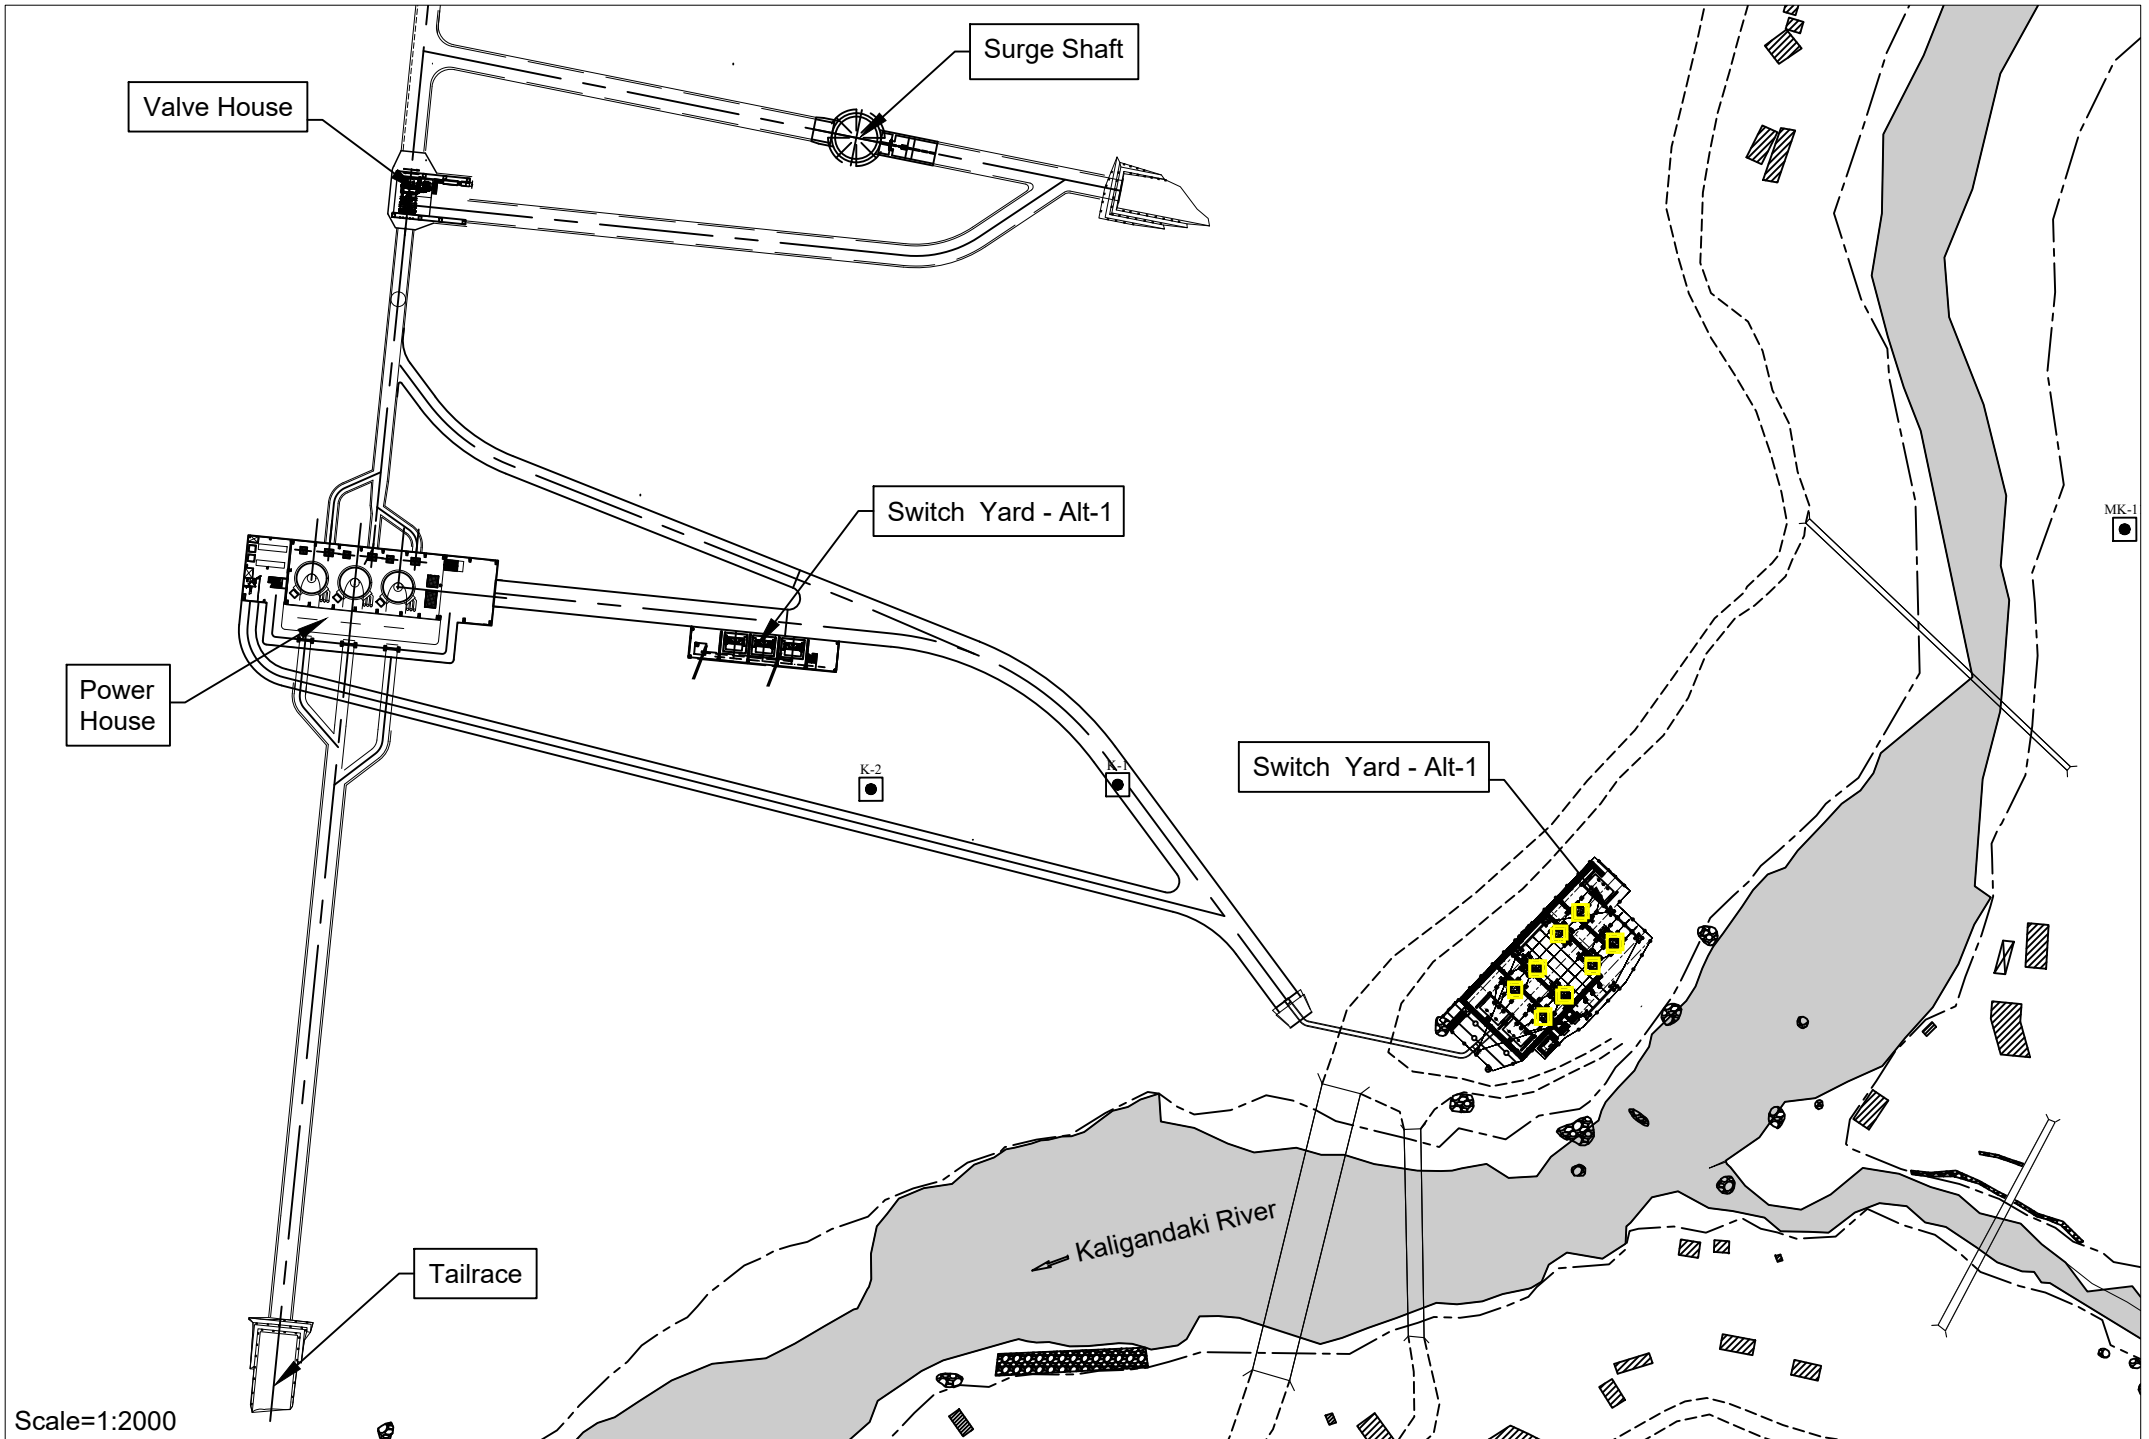 Surge Shaft
Valve House
Switch Yard - Alt-1
MK-1
Power
House
K-2
K-1
Switch Yard - Alt-1
Kaligandaki River
Tailrace
Scale=1:2000